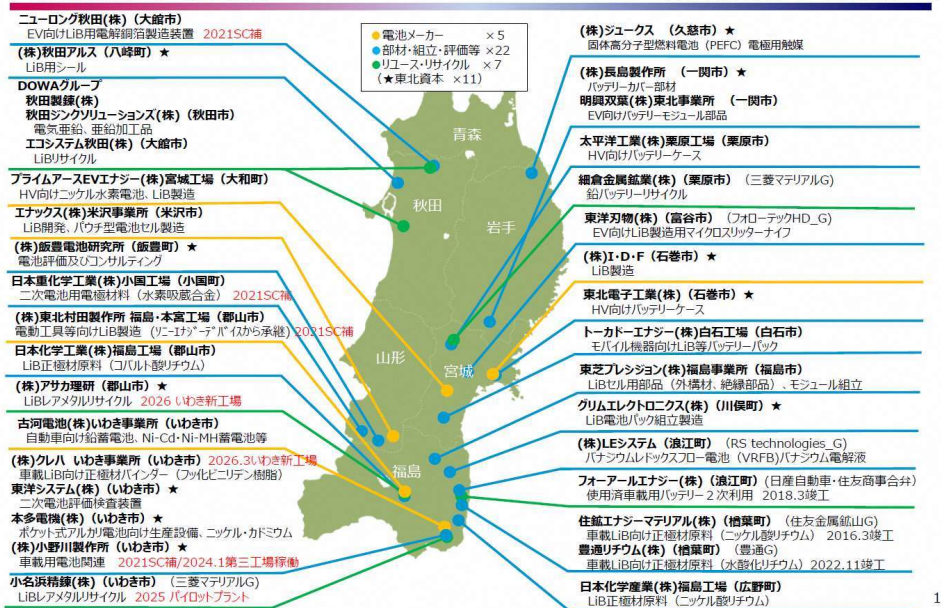 ニューロング秋田(株)（大館市）
EV向けLiB用電解銅箔製造装置 2021SC補
(株)秋田アルス（八峰町）★
LiB用シール
DOWAグループ
秋田製錬(株)
秋田ジンクソリューションズ(株)（秋田市）
電気亜鉛、亜鉛加工品
エコシステム秋田(株)（大館市）
LiBリサイクル
プライムアースEVエナジー(株)宮城工場（大和町）
HV向けニッケル水素電池、LiB製造
エナックス(株)米沢事業所（米沢市）
LiB開発、パウチ型電池セル製造
(株)飯豊電池研究所（飯豊町）★
電池評価及びコンサルティング
日本重化学工業(株)小国工場（小国町）
二次電池用電極材料（水素吸蔵合金） 2021SC補
(株)東北村田製作所 福島・本宮工場（郡山市）
電動工具等向けLiB製造（ソニーエナジーデバイスから承継）2021SC補
日本化学工業(株)福島工場（郡山市）
LiB正極材原料（コバルト酸リチウム）
(株)アサカ理研（郡山市）★
LiBレアメタルリサイクル 2026 いわき新工場
古河電池(株)いわき事業所（いわき市）
自動車向け鉛蓄電池、Ni-Cd・Ni-MH蓄電池等
(株)クレハ いわき事業所（いわき市） 2026.3いわき新工場
車載LiB向け正極材バインダー（フッ化ビニリデン樹脂）
東洋システム(株)（いわき市）★
二次電池評価検査装置
本多電機(株)（いわき市）★
ポケット式アルカリ電池向け生産設備、ニッケル・カドミウム
(株)小野川製作所（いわき市）★
車載用電池関連 2021SC補/2024.1第三工場稼働
小名浜精錬(株)（いわき市）（三菱マテリアルG）
LiBレアメタルリサイクル 2025 パイロットプラント
●電池メーカー ×5
●部材・組立・評価等 ×22
●リユース・リサイクル ×7
（★東北資本 ×11）
青森
秋田
岩手
山形
宮城
福島
(株)ジュークス（久慈市）★
固体高分子型燃料電池（PEFC）電極用触媒
(株)長島製作所（一関市）★
バッテリーカバー部材
明興双葉(株)東北事業所（一関市）
EV向けバッテリーモジュール部品
太平洋工業(株)栗原工場（栗原市）
HV向けバッテリーケース
細倉金属鉱業(株)（栗原市）（三菱マテリアルG）
鉛バッテリーリサイクル
東洋刃物(株)（富谷市）（フォローテックHD_G）
EV向けLiB製造用マイクロスリッターナイフ
(株)I・D・F（石巻市）★
LiB製造
東北電子工業(株)（石巻市）★
HV向けバッテリーケース
トーカドーエナジー(株)白石工場（白石市）
モバイル機器向けLiB等バッテリーパック
東芝プレシジョン(株)福島事業所（福島市）
LiBセル用部品（外構材、絶縁部品）、モジュール組立
グリムエレクトロニクス(株)（川俣町）★
LiB電池パック組立製造
(株)LEシステム（浪江町）（RS technologies_G）
バナジウムレドックスフロー電池（VRFB)バナジウム電解液
フォーアールエナジー(株)（浪江町）（日産自動車・住友商事合弁）
使用済車載用バッテリー２次利用 2018.3竣工
住鉱エナジーマテリアル(株)（楢葉町）（住友金属鉱山G）
車載LiB向け正極材原料（ニッケル酸リチウム） 2016.3竣工
豊通リチウム(株)（楢葉町）（豊通G）
車載LiB向け正極材原料（水酸化リチウム）2022.11竣工
日本化学産業(株)福島工場（広野町）
LiB正極材原料（ニッケル酸リチウム）
1